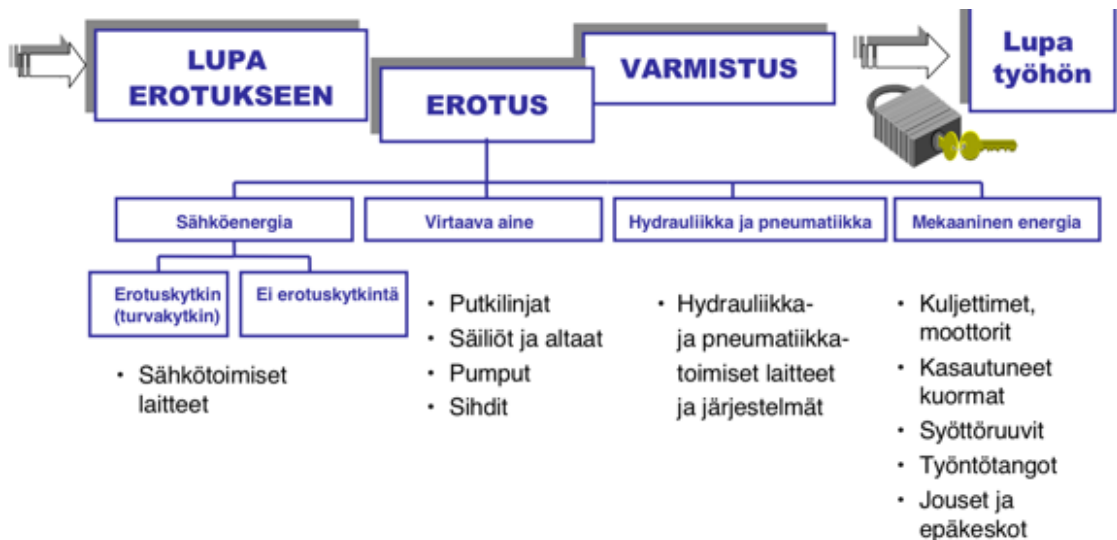 LUPA
EROTUKSEEN
EROTUS
VARMISTUS
Lupa
työhön
Sähköenergia
Virtaava aine
Hydrauliikka ja pneumatiikka
Mekaaninen energia
Erotuskytkin
(turvakytkin)
Ei erotuskytkintä
• Sähkötoimiset
laitteet
• Putkilinjat
• Säiliöt ja altaat
• Pumput
• Sihdit
• Hydrauliikka-
ja pneumatiikka-
toimiset laitteet
ja järjestelmät
• Kuljettimet,
moottorit
• Kasautuneet
kuormat
• Syöttöruuvit
• Työntötangot
• Jouset ja
epäkeskot